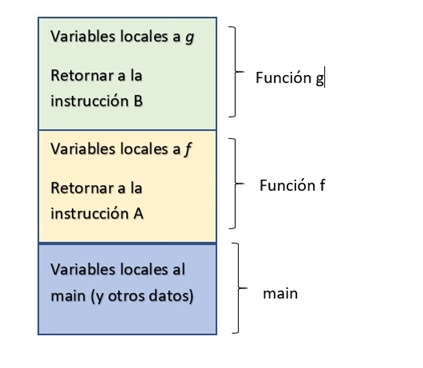 Variables locales a g
Retornar a la
instrucción B
Función g
Variables locales a f
Retornar a la
instrucción A
Función f
Variables locales al
main (y otros datos)
main